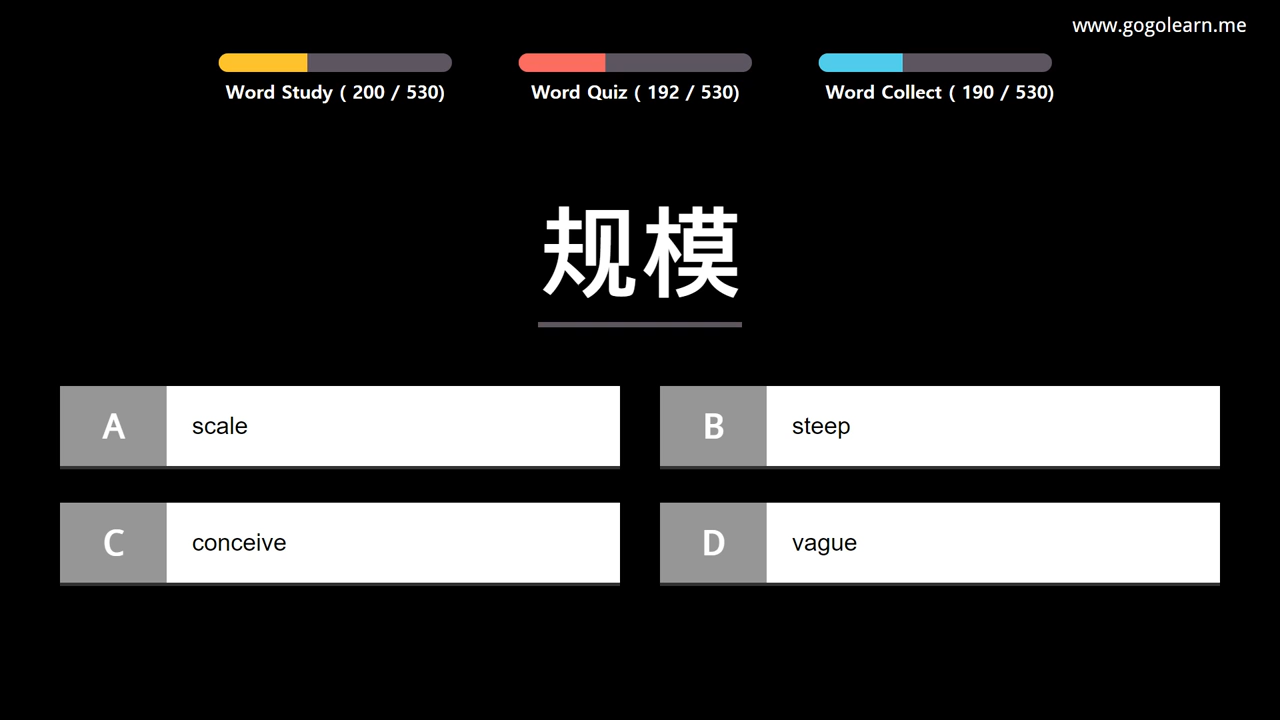 www.gogolearn.me
Word Study ( 200 / 530)
Word Quiz ( 192 / 530)
Word Collect ( 190 / 530)
规模
A scale
B steep
C conceive
D vague